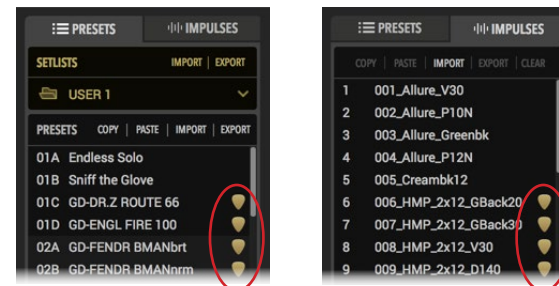 PRESETS IMPULSES
SETLISTS IMPORT | EXPORT
USER 1
PRESETS COPY | PASTE | IMPORT | EXPORT
01A Endless Solo
01B Sniff the Glove
01C GD-DR.Z ROUTE 66
01D GD-ENGL FIRE 100
02A GD-FENDR BMANbrt
02B GD-FENDR BMANnrm
PRESETS IMPULSES
COPY | PASTE | IMPORT | EXPORT | CLEAR
1 001_Allure_V30
2 002_Allure_P10N
3 003_Allure_Greenbk
4 004_Allure_P12N
5 005_Creambk12
6 006_HMP_2x12_GBack20
7 007_HMP_2x12_GBack30
8 008_HMP_2x12_V30
9 009_HMP_2x12_D140